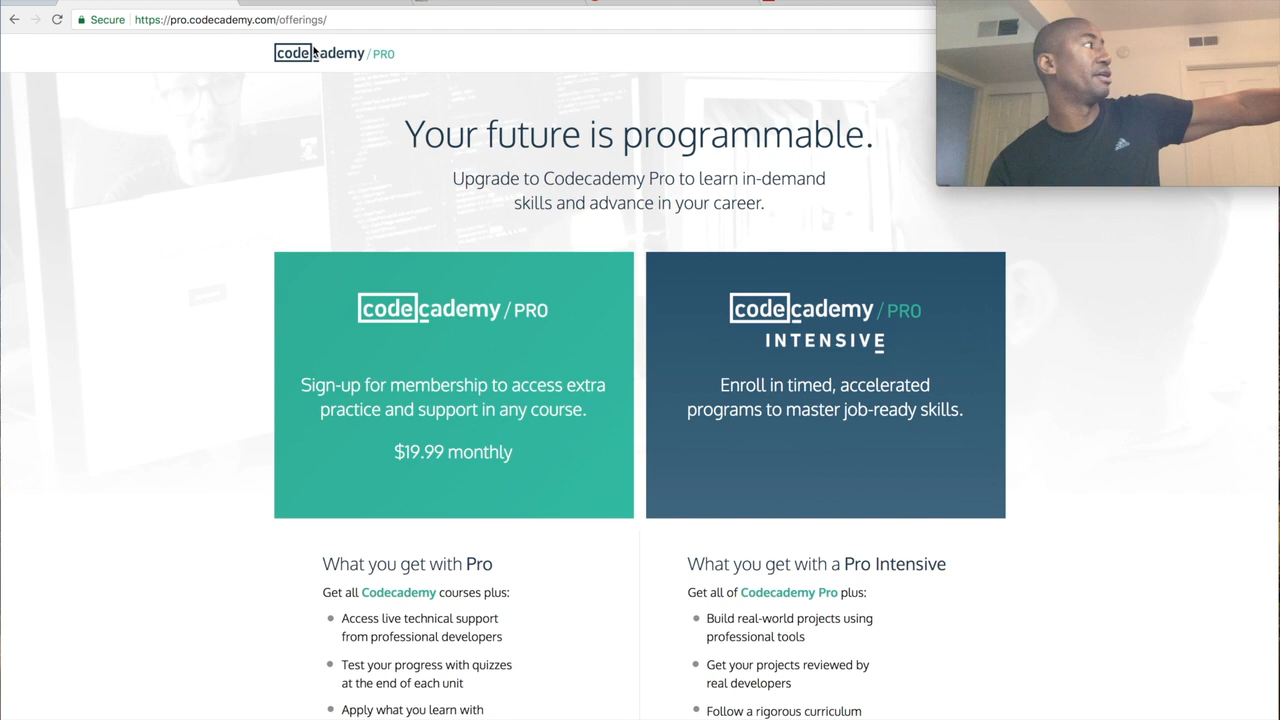 Secure
https://pro.codecademy.com/offerings/
codecademy / PRO
Your future is programmable.
Upgrade to Codecademy Pro to learn in-demand
skills and advance in your career.
codecademy / PRO
Sign-up for membership to access extra
practice and support in any course.
$19.99 monthly
codecademy / PRO
INTENSIVE
Enroll in timed, accelerated
programs to master job-ready skills.
What you get with Pro
Get all Codecademy courses plus:
• Access live technical support
from professional developers
• Test your progress with quizzes
at the end of each unit
• Apply what you learn with
What you get with a Pro Intensive
Get all of Codecademy Pro plus:
• Build real-world projects using
professional tools
• Get your projects reviewed by
real developers
• Follow a rigorous curriculum